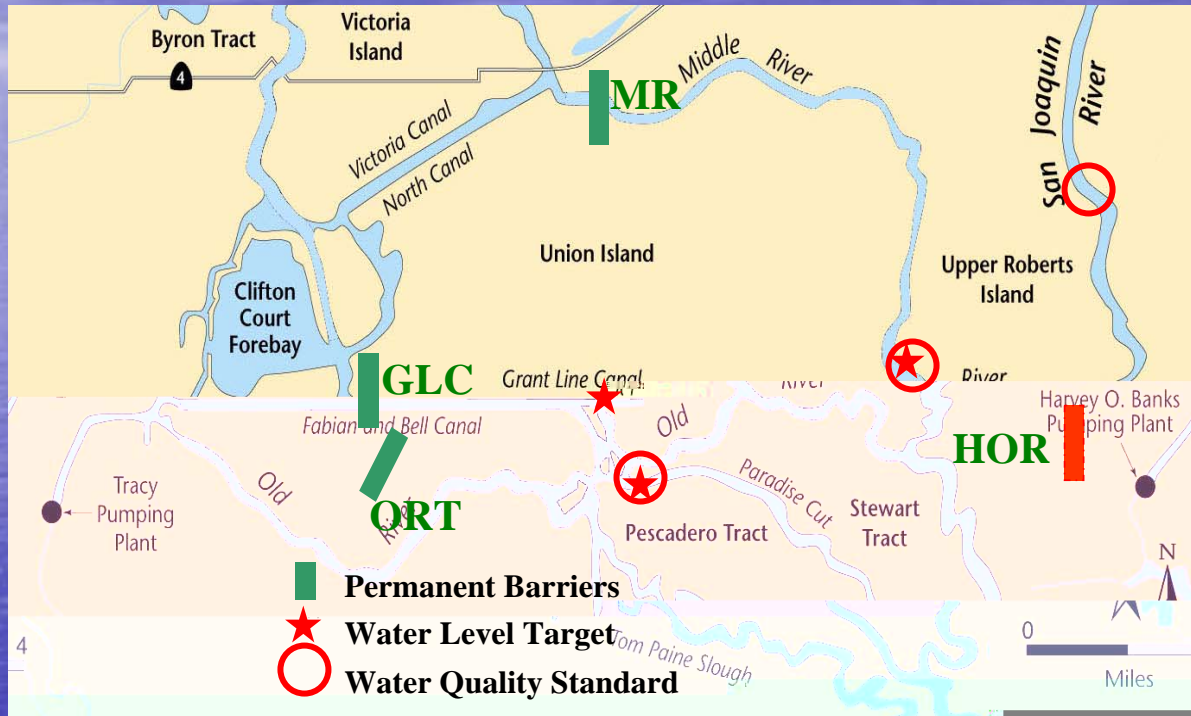 Byron Tract
4
Victoria
Island
Middle
River
MR
San Joaquin
River
Victoria Canal
North Canal
Union Island
Upper Roberts
Island
Clifton
Court
Forebay
GLC
Grant Line Canal
River
River
Fabian and Bell Canal
Old
HOR
Harvey O. Banks
Pumping Plant
Tracy
Pumping
Plant
Old
River
ORT
Paradise Cut
Stewart
Tract
Pescadero Tract
N
Permanent Barriers
Water Level Target
Water Quality Standard
Tom Paine Slough
0
Miles
4